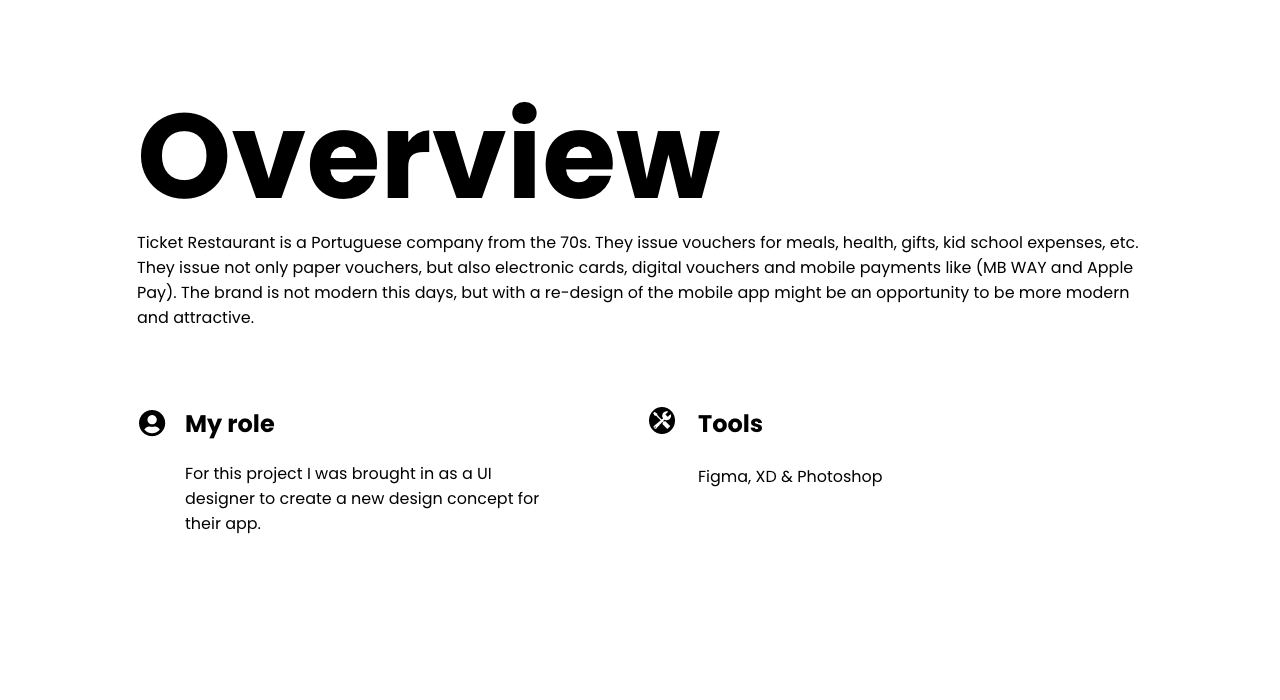 Overview
Ticket Restaurant is a Portuguese company from the 70s. They issue vouchers for meals, health, gifts, kid school expenses, etc.
They issue not only paper vouchers, but also electronic cards, digital vouchers and mobile payments like (MB WAY and Apple
Pay). The brand is not modern this days, but with a re-design of the mobile app might be an opportunity to be more modern
and attractive.
My role
For this project I was brought in as a UI
designer to create a new design concept for
their app.
Tools
Figma, XD & Photoshop